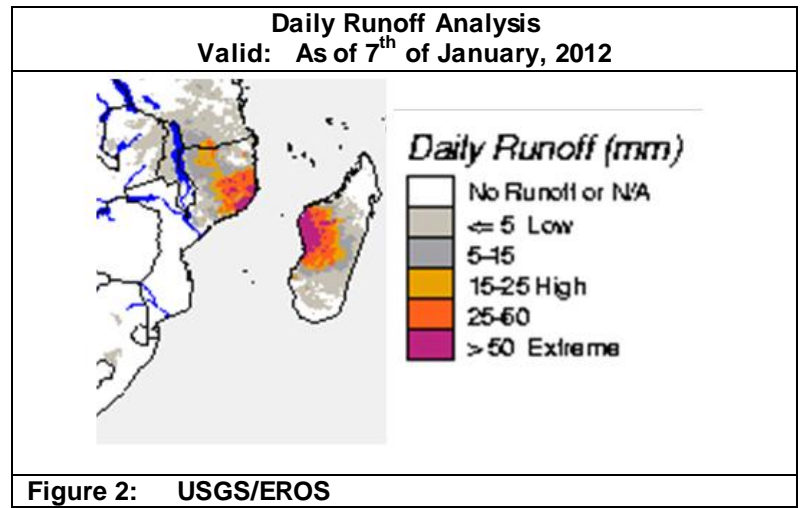 Daily Runoff Analysis
Valid: As of 7th of January, 2012
Daily Runoff (mm)
No Runoff or N/A
<= 5 Low
5-15
15-25 High
25-50
> 50 Extreme
Figure 2: USGS/EROS